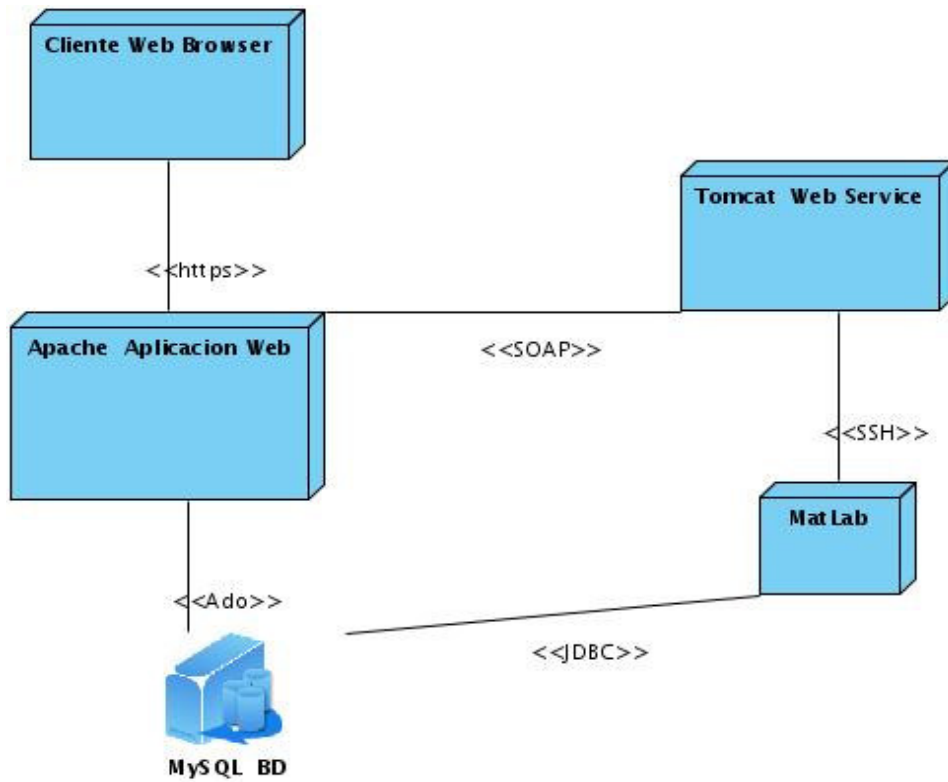 Cliente Web Browser
Tomcat Web Service
<<https>>
Apache Aplicacion Web
<<SOAP>>
<<SSH>>
MatLab
<<Ado>>
<<JDBC>>
MySQL BD